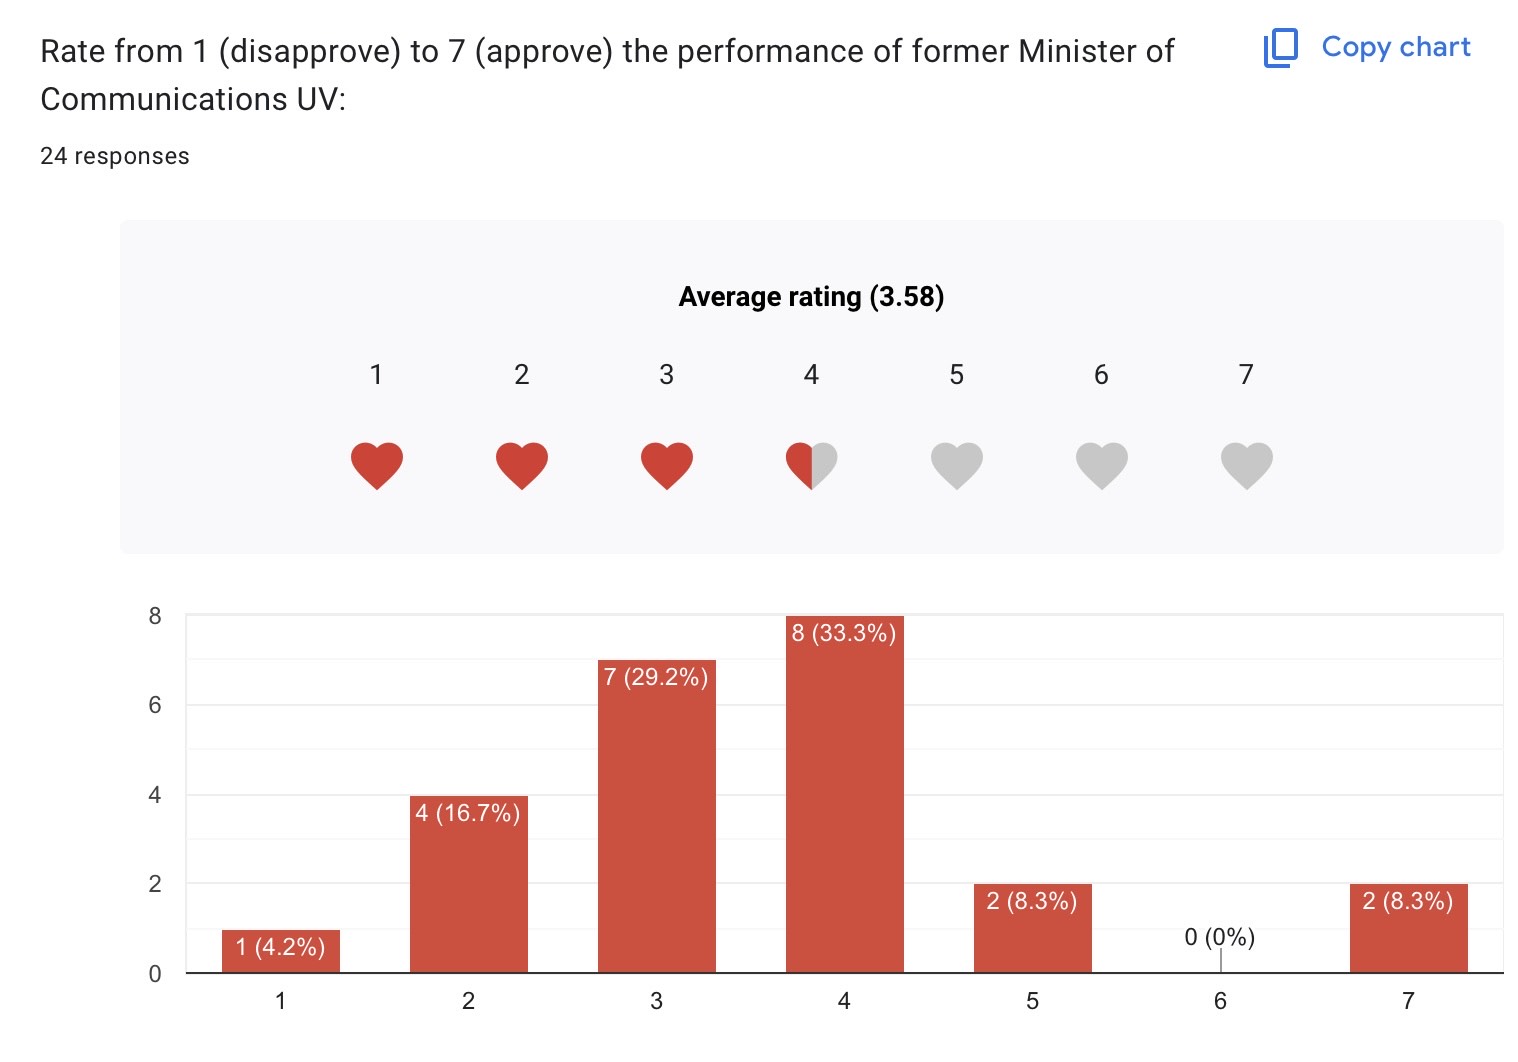 Rate from 1 (disapprove) to 7 (approve) the performance of former Minister of
Communications UV:
Copy chart
24 responses
Average rating (3.58)
1 2 3 4 5 6 7
8
6
4
2
0
1 (4.2%)
4 (16.7%)
7 (29.2%)
8 (33.3%)
2 (8.3%)
0 (0%)
2 (8.3%)
1 2 3 4 5 6 7